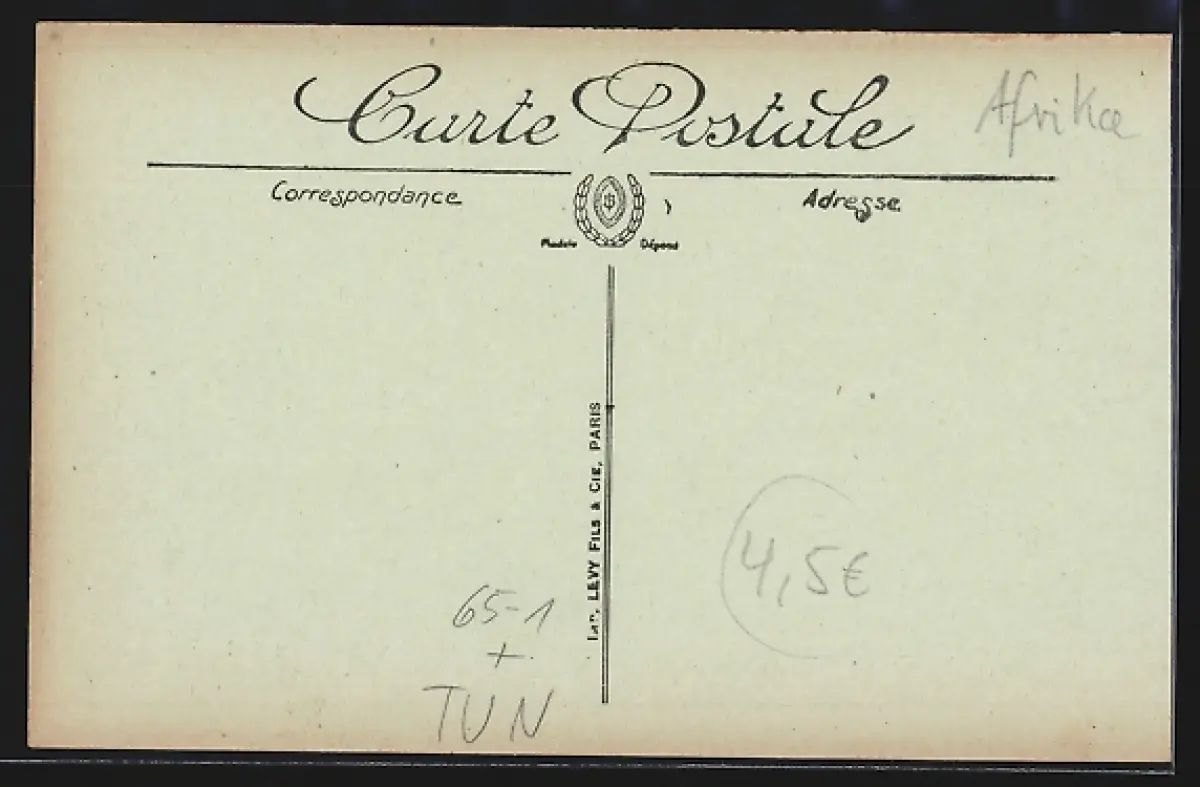 Carte Postale
Afrika
Correspondance
Adresse
Modèle Déposé
Imp. LEVY FILS & CIE, PARIS
4,5€
65-1
+
TUN